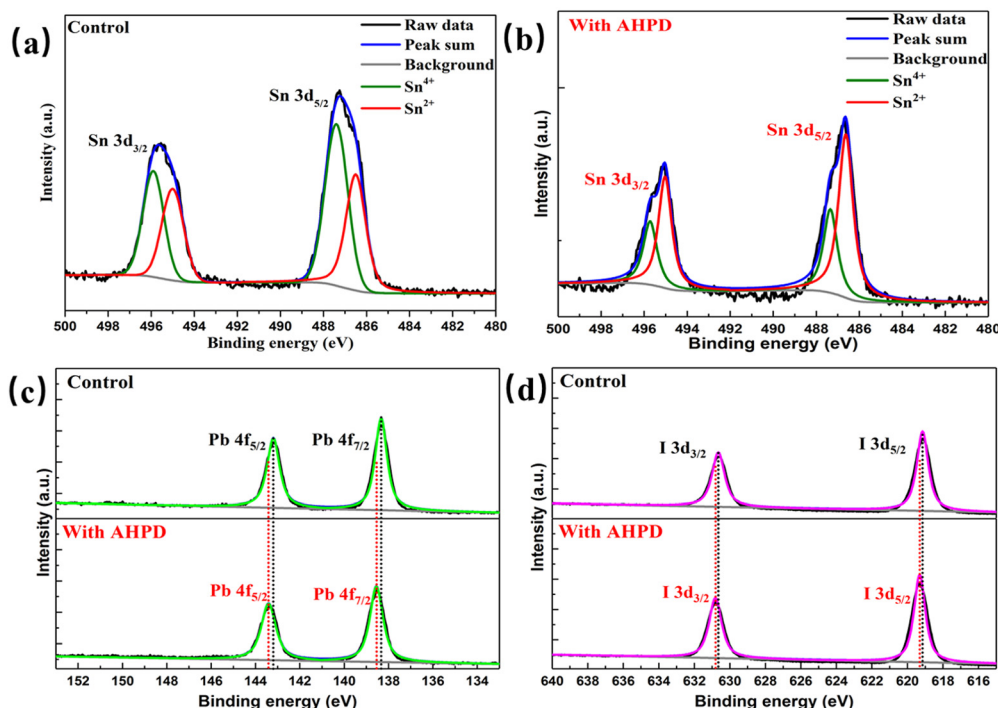 (a)
Control
Raw data
Peak sum
Background
Sn⁴⁺
Sn²⁺
Sn 3d₃/₂
Sn 3d₅/₂
Intensity (a.u.)
500 498 496 494 492 490 488 486 484 482 480
Binding energy (eV)
(b)
With AHPD
Raw data
Peak sum
Background
Sn⁴⁺
Sn²⁺
Sn 3d₃/₂
Sn 3d₅/₂
Intensity (a.u.)
500 498 496 494 492 490 488 486 484 482 480
Binding energy (eV)
(c)
Control
Pb 4f₅/₂
Pb 4f₇/₂
With AHPD
Pb 4f₅/₂
Pb 4f₇/₂
Intensity (a.u.)
152 150 148 146 144 142 140 138 136 134
Binding energy (eV)
(d)
Control
I 3d₃/₂
I 3d₅/₂
With AHPD
I 3d₃/₂
I 3d₅/₂
Intensity (a.u.)
640 638 636 634 632 630 628 626 624 622 620 618 616
Binding energy (eV)